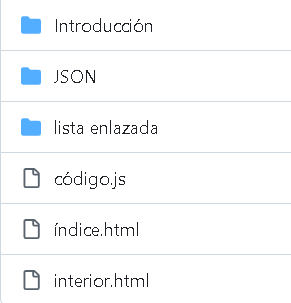 Introducción
JSON
lista enlazada
código.js
índice.html
interior.html